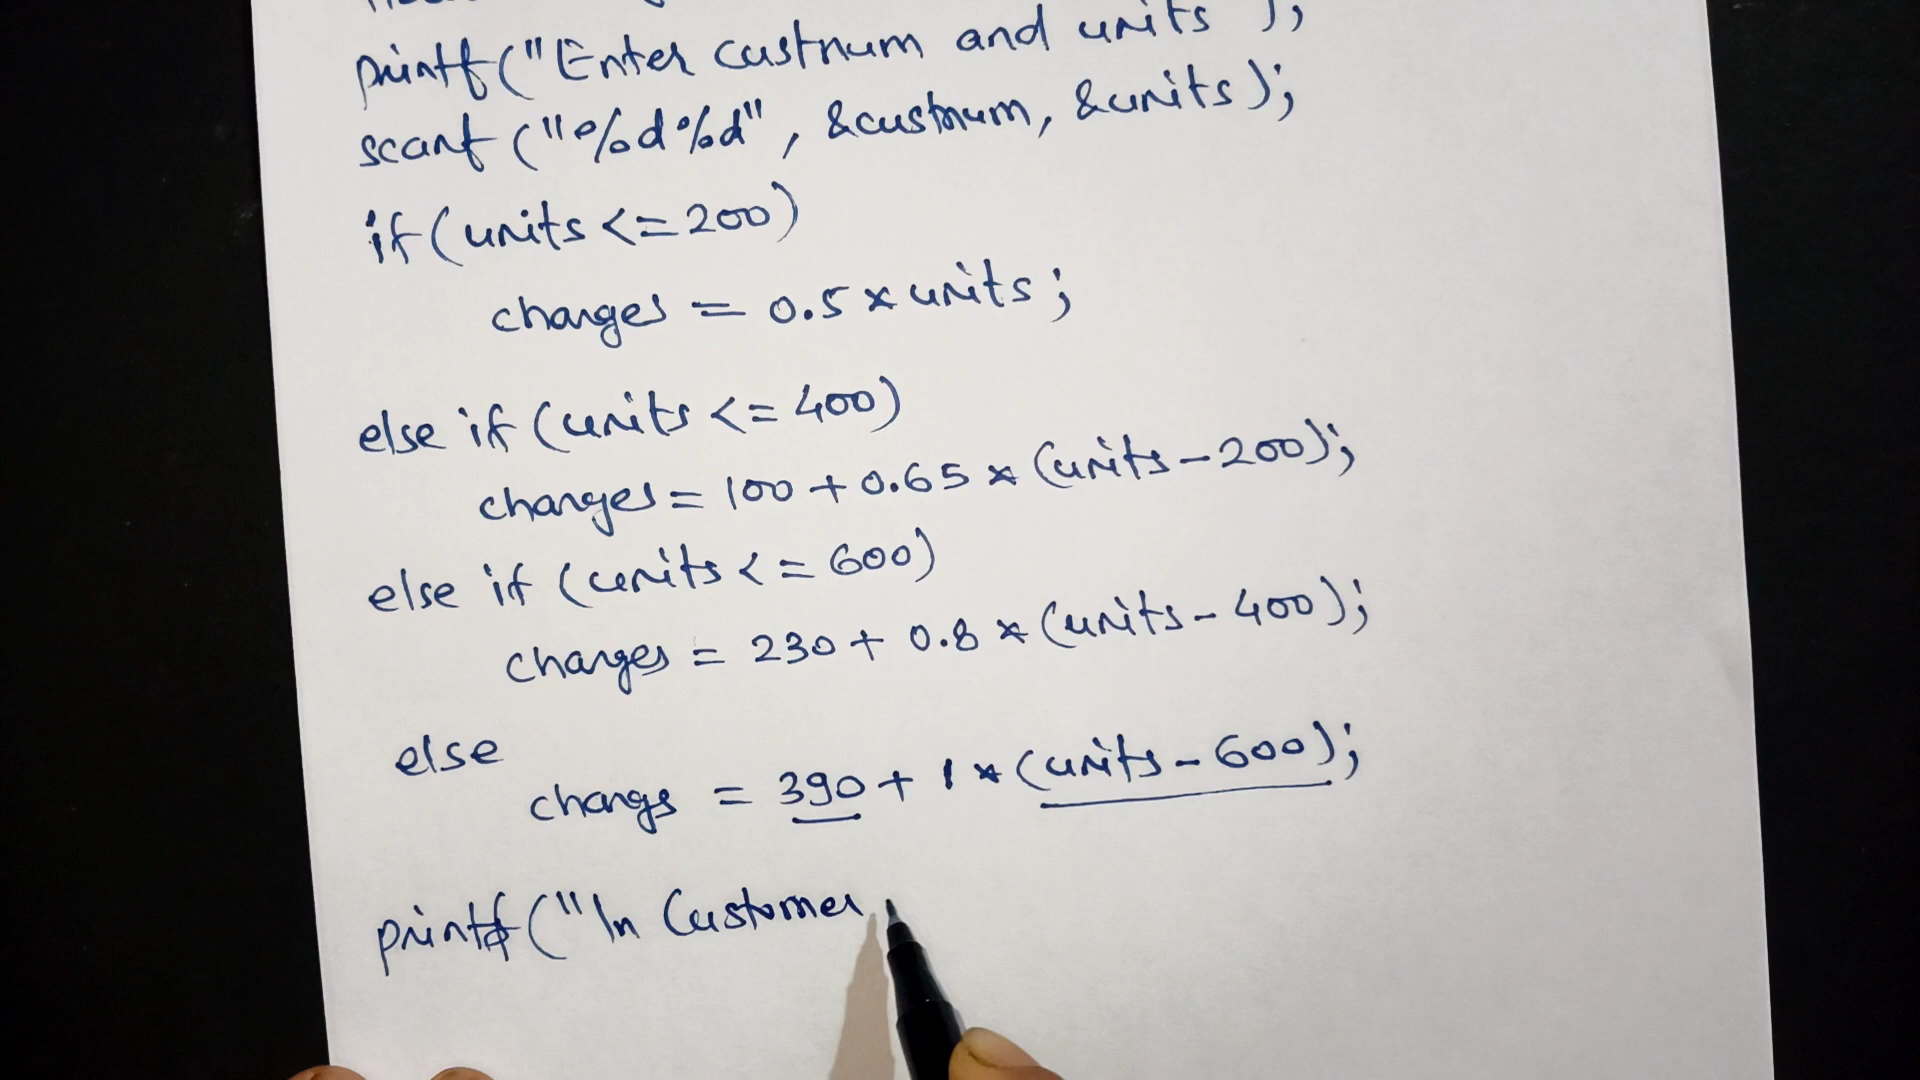 printf("Enter custnum and units");
scanf("%d%d", &custnum, &units);
if(units <= 200)
charges = 0.5 * units;
else if (units <= 400)
charges = 100 + 0.65 * (units - 200);
else if (units <= 600)
charges = 230 + 0.8 * (units - 400);
else
chargs = 390 + 1 * (units - 600);
printf("\n Customer